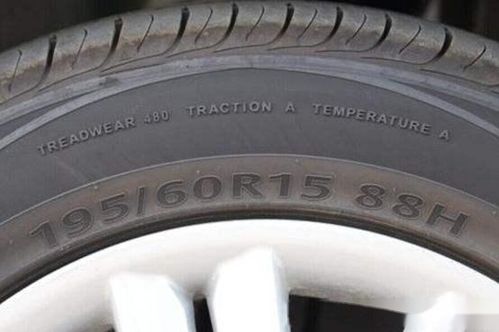 TREADWEAR 480 TRACTION A TEMPERATURE A
195/60R15 88H